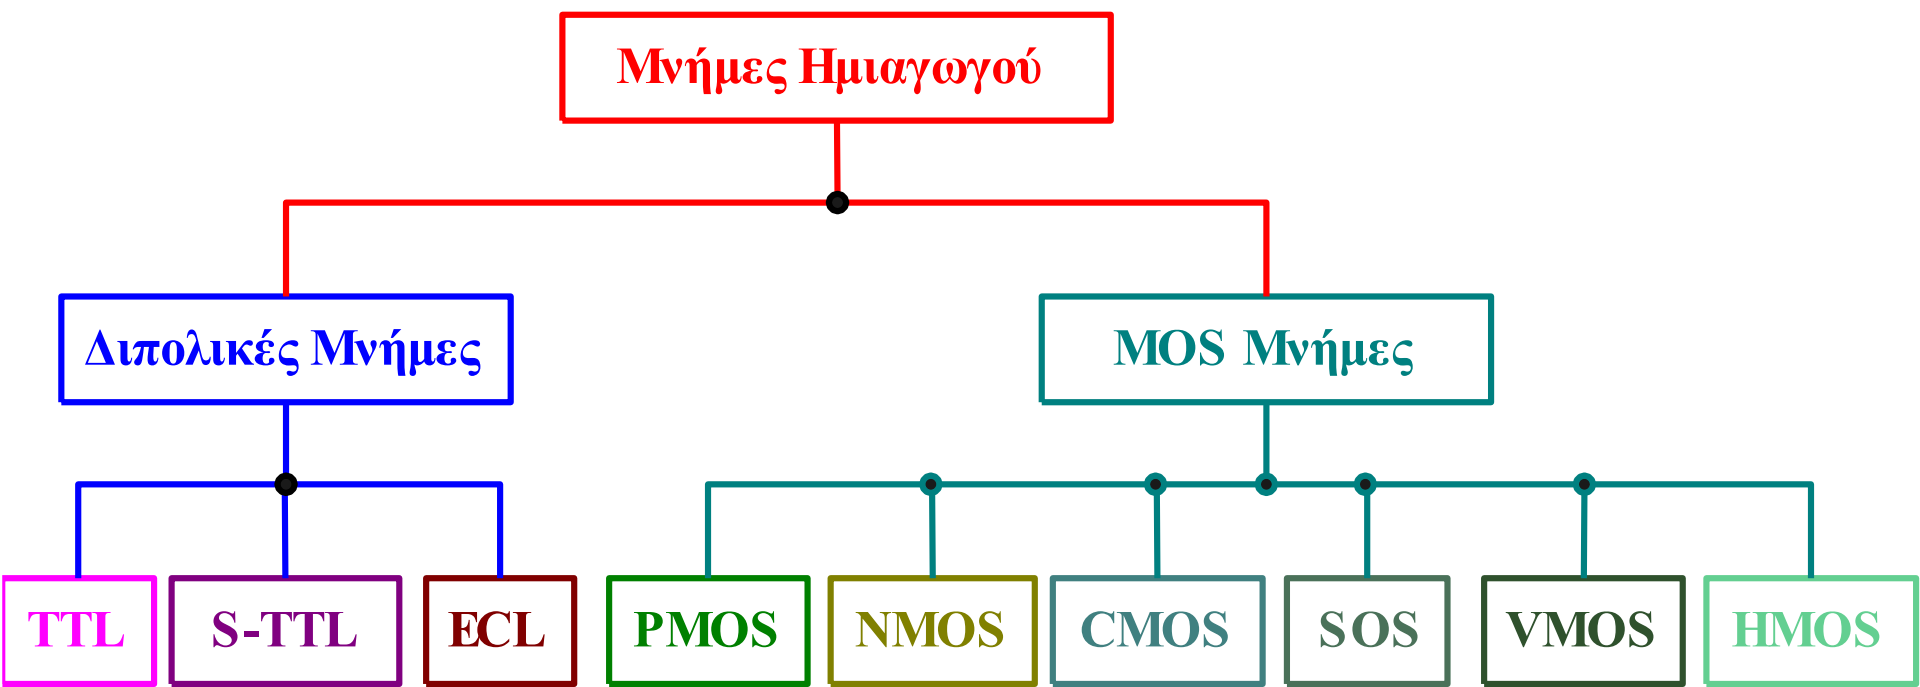 Μνήμες Ημιαγωγού
Διπολικές Μνήμες
MOS Μνήμες
TTL
S-TTL
ECL
PMOS
NMOS
CMOS
SOS
VMOS
HMOS